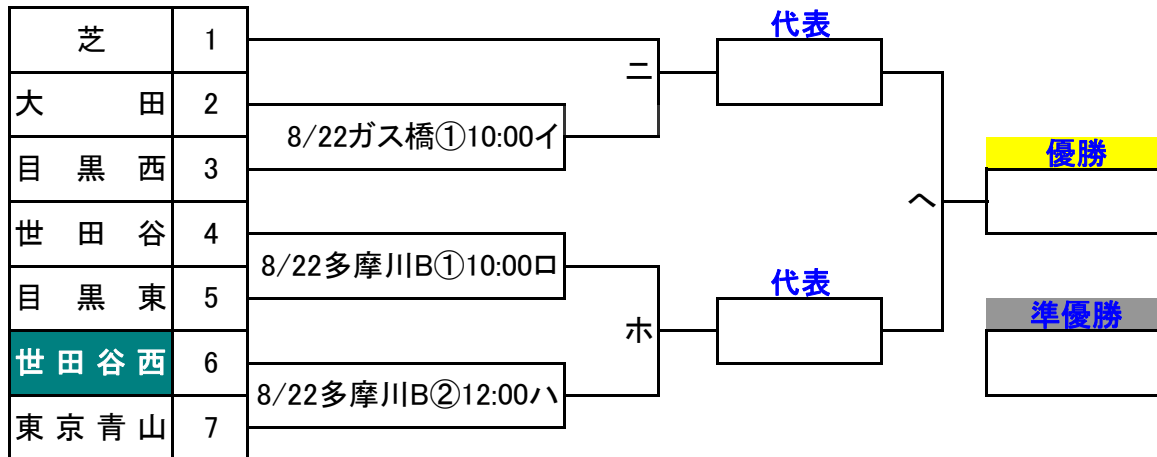 芝 1
大田 2
目黒西 3
世田谷 4
目黒東 5
世田谷西 6
東京青山 7
8/22ガス橋①10:00イ
8/22多摩川B①10:00ロ
8/22多摩川B②12:00ハ
ニ
ホ
代表
代表
ヘ
優勝
準優勝